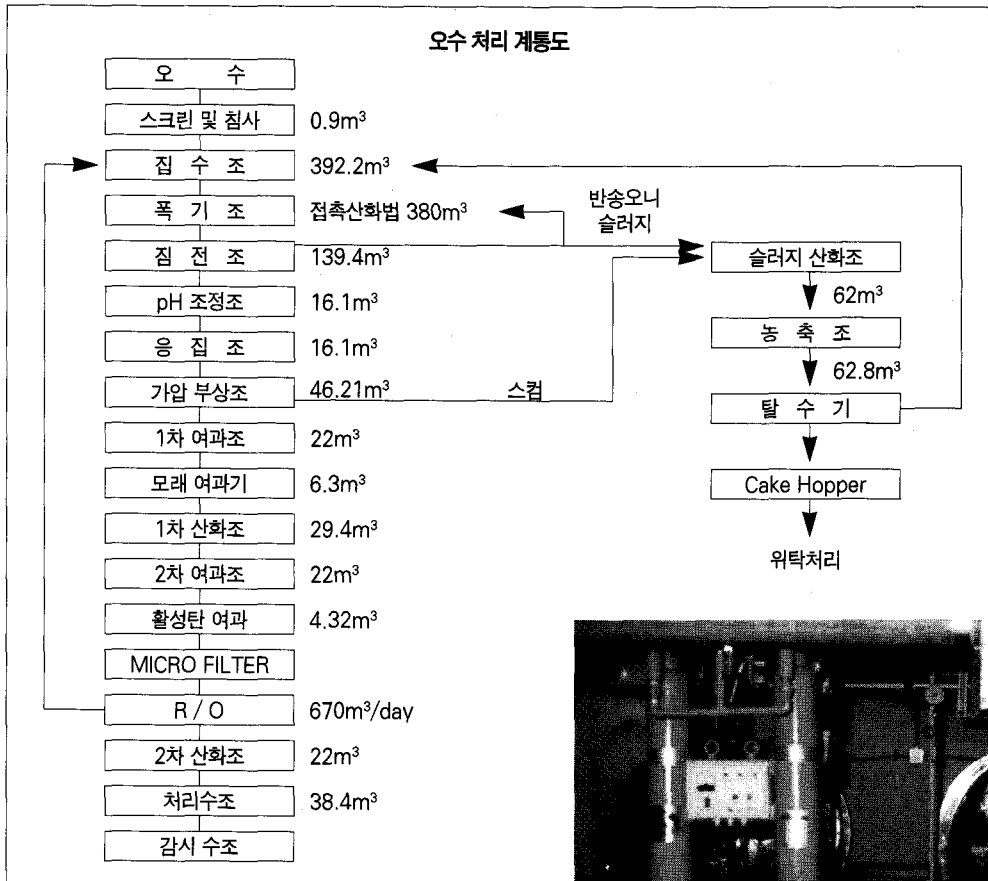 오수 처리 계통도
오 수
스크린 및 침사 0.9m³
집 수 조 392.2m³
폭 기 조 접촉산화법 380m³
짐 전 조 139.4m³
pH 조정조 16.1m³
응 집 조 16.1m³
가압 부상조 46.21m³
1차 여과조 22m³
모래 여과기 6.3m³
1차 산화조 29.4m³
2차 여과조 22m³
활성탄 여과 4.32m³
MICRO FILTER
R / O 670m³/day
2차 산화조 22m³
처리수조 38.4m³
감시 수조
반송오니
슬러지
스컴
슬러지 산화조
62m³
농 축 조
62.8m³
탈 수 기
Cake Hopper
위탁처리